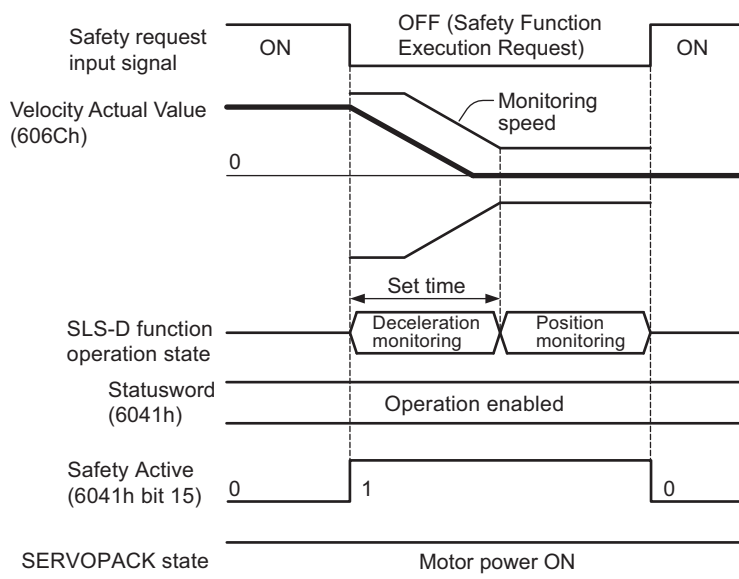 Safety request
input signal
ON
OFF (Safety Function
Execution Request)
ON
Velocity Actual Value
(606Ch)
Monitoring
speed
0
Set time
SLS-D function
operation state
Deceleration
monitoring
Position
monitoring
Statusword
(6041h)
Operation enabled
Safety Active
(6041h bit 15)
0
1
0
SERVOPACK state
Motor power ON